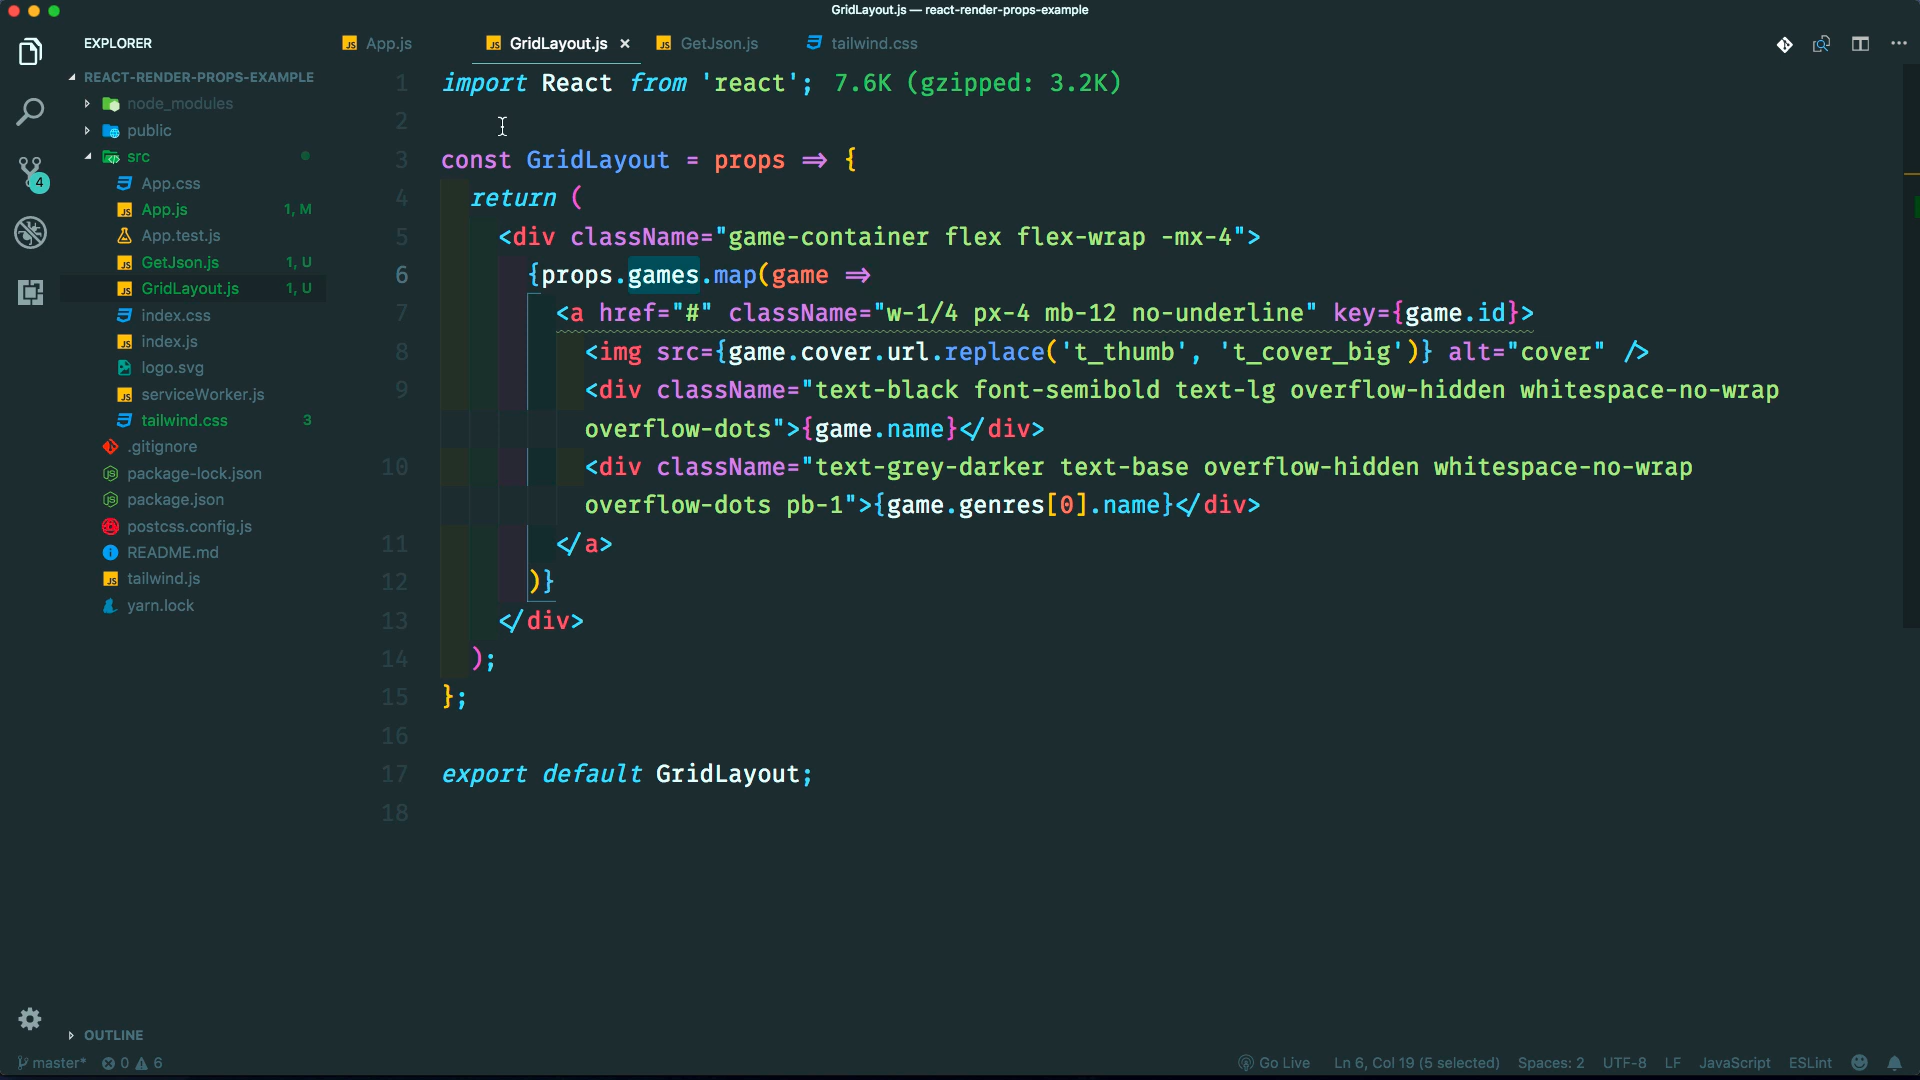 GridLayout.js — react-render-props-example
EXPLORER
REACT-RENDER-PROPS-EXAMPLE
node_modules
public
src
App.css
App.js 1, M
App.test.js
GetJson.js 1, U
GridLayout.js 1, U
index.css
index.js
logo.svg
serviceWorker.js
tailwind.css 3
.gitignore
package-lock.json
package.json
postcss.config.js
README.md
tailwind.js
yarn.lock
OUTLINE
4
App.js GridLayout.js × GetJson.js tailwind.css
1 import React from 'react'; 7.6K (gzipped: 3.2K)
2
3 const GridLayout = props => {
4 return (
5 <div className="game-container flex flex-wrap -mx-4">
6 {props.games.map(game =>
7 <a href="#" className="w-1/4 px-4 mb-12 no-underline" key={game.id}>
8 <img src={game.cover.url.replace('t_thumb', 't_cover_big')} alt="cover" />
9 <div className="text-black font-semibold text-lg overflow-hidden whitespace-no-wrap
overflow-dots">{game.name}</div>
10 <div className="text-grey-darker text-base overflow-hidden whitespace-no-wrap
overflow-dots pb-1">{game.genres[0].name}</div>
11 </a>
12 )}
13 </div>
14 );
15 };
16
17 export default GridLayout;
18
master* 0 6 Go Live Ln 6, Col 19 (5 selected) Spaces: 2 UTF-8 LF JavaScript ESLint